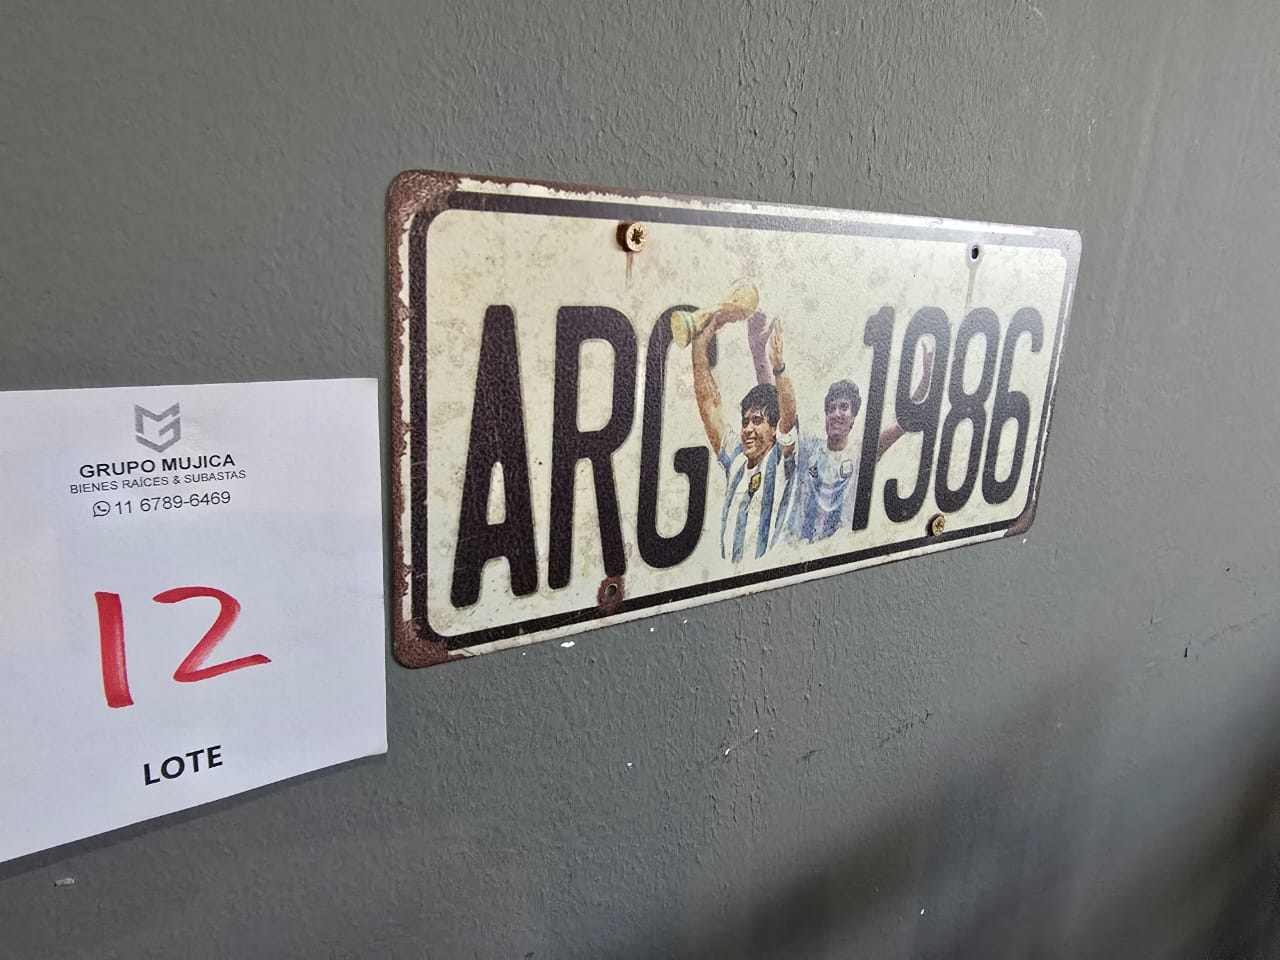 GRUPO MUJICA
BIENES RAÍCES & SUBASTAS
11 6789-6469
12
LOTE
ARG 1986